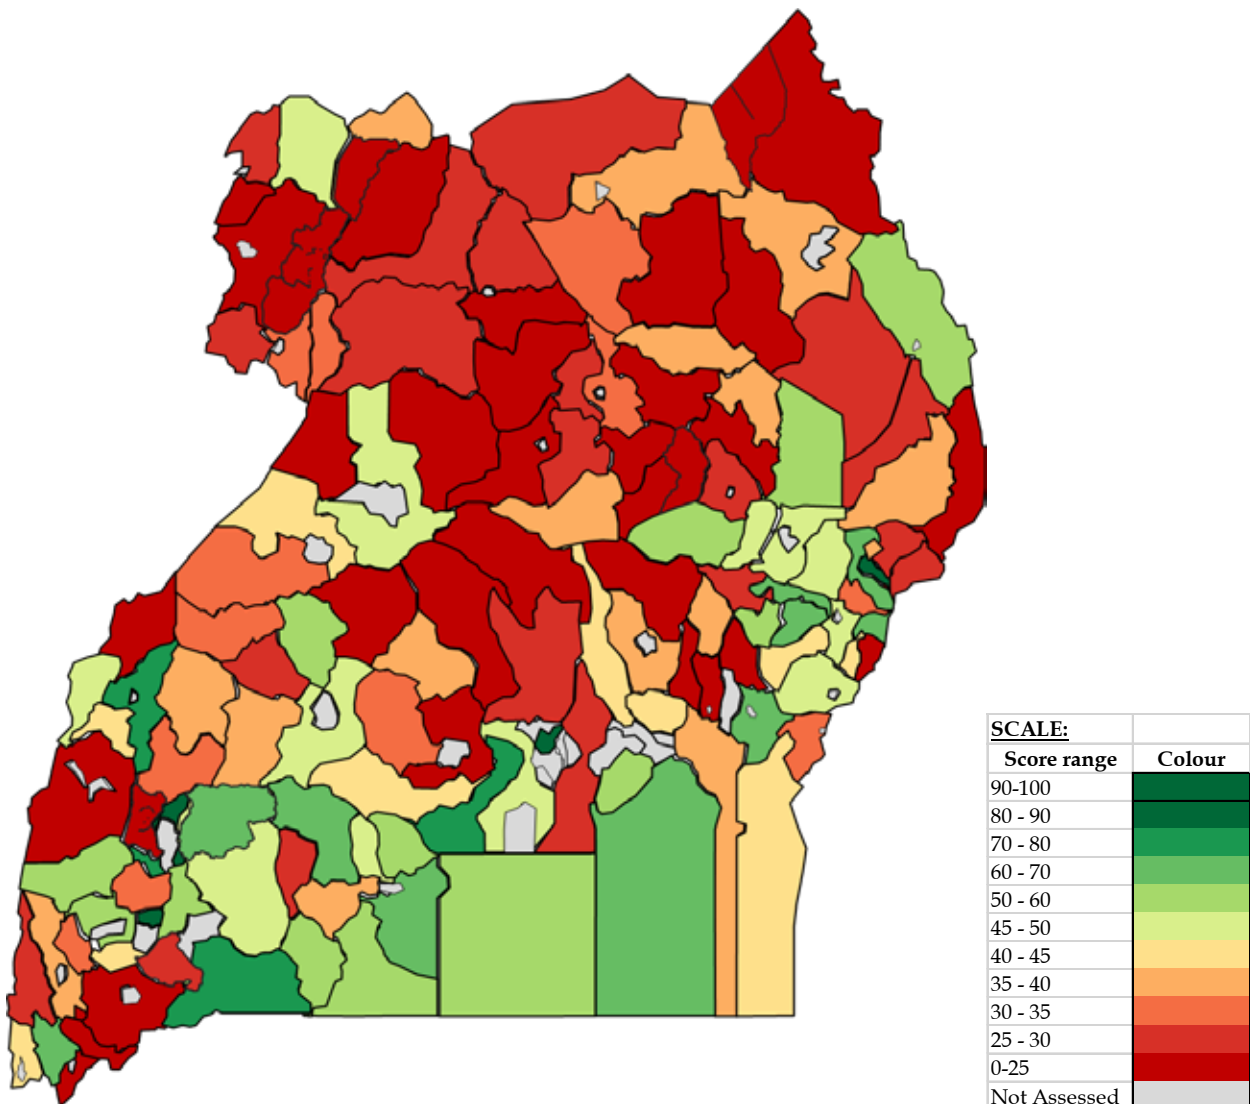 SCALE:
Score range Colour
90-100
80 - 90
70 - 80
60 - 70
50 - 60
45 - 50
40 - 45
35 - 40
30 - 35
25 - 30
0-25
Not Assessed